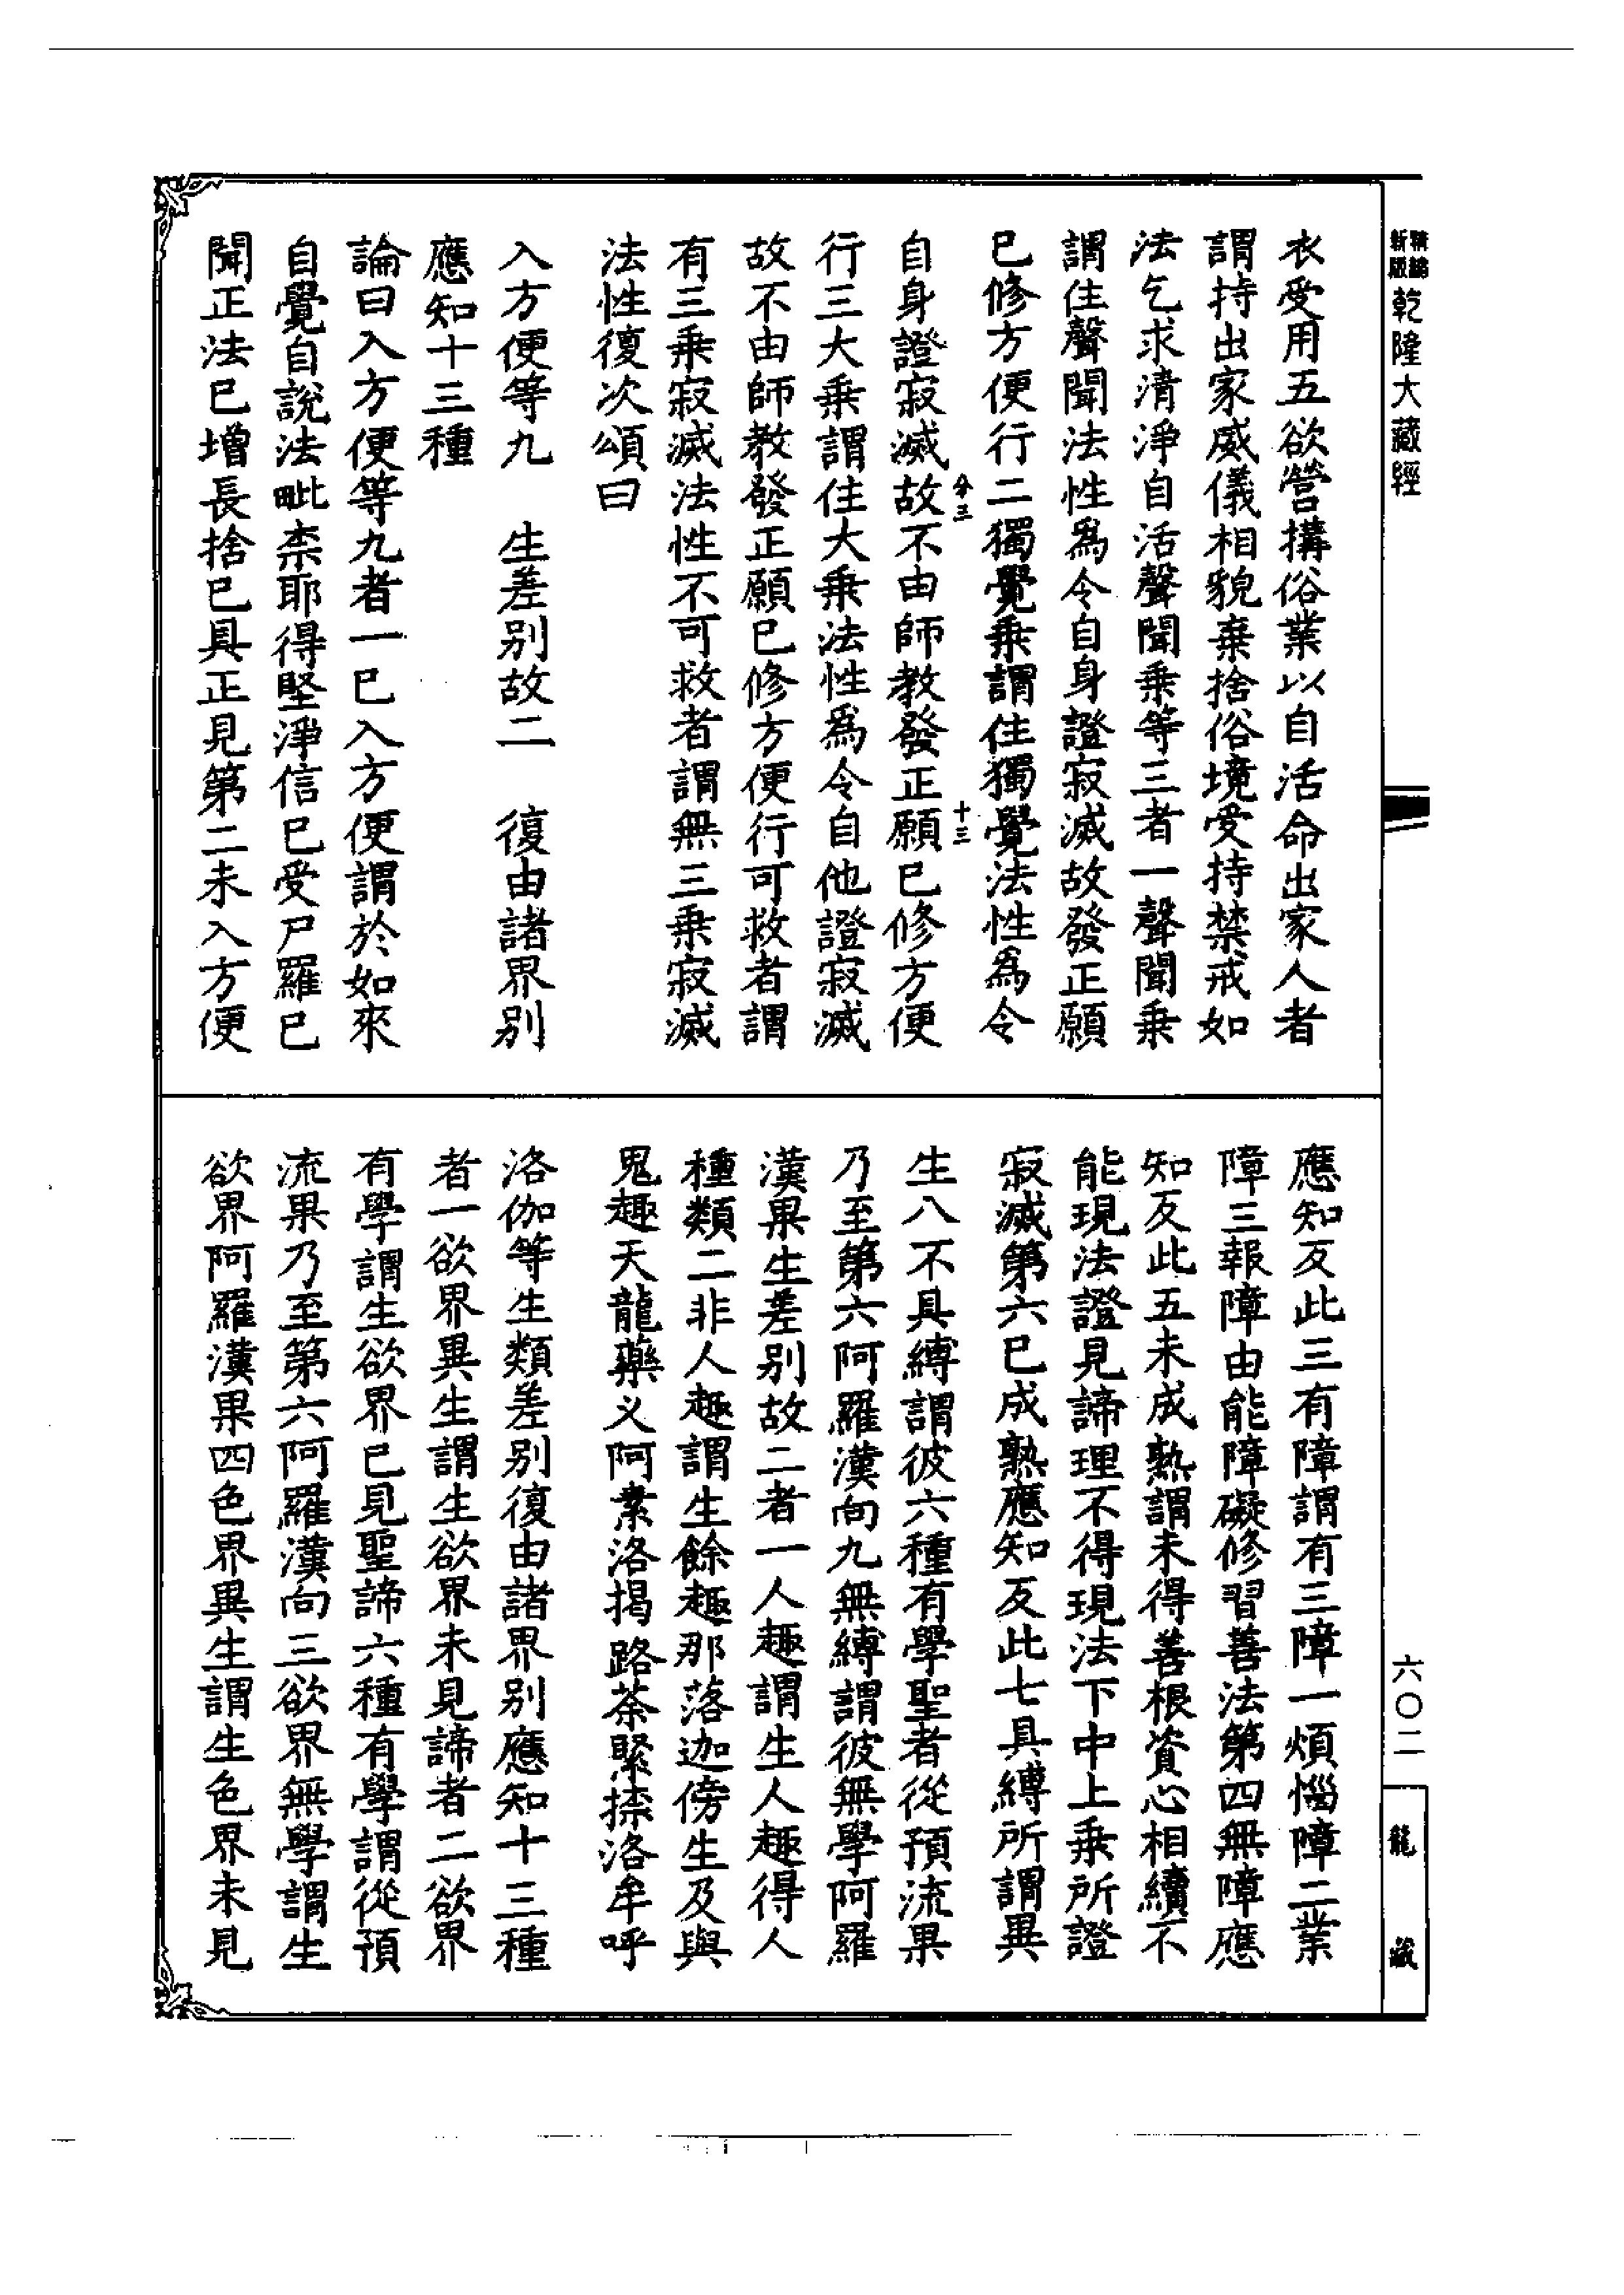 新編
縮版
乾隆大藏經
衣受用五欲營搆俗業以自活命出家人者
謂持出家威儀相貌棄捨俗境受持禁戒如
法乞求清淨自活聲聞乗等三者一聲聞乗
謂住聲聞法性爲令自身證寂滅故發正願
已修方便行二獨覺乗謂住獨覺法性爲令
自身證寂滅故不由師教發正願已修方便
分三
十三
行三大乗謂住大乗法性爲令自他證寂滅
故不由師教發正願已修方便行可救者謂
有三乗寂滅法性不可救者謂無三乗寂滅
法性復次頌曰
入方便等九 生差别故二 復由諸界别
應知十三種
論曰入方便等九者一已入方便謂於如來
自覺自說法毗柰耶得堅淨信已受尸羅已
聞正法已增長捨已具正見第二未入方便
應知反此三有障謂有三障一煩惱障二業
障三報障由能障礙修習善法第四無障應
知反此五未成熟謂未得善根資心相續不
能現法證見諦理不得現法下中上乗所證
寂滅第六已成熟應知反此七具縛所謂異
生八不具縛謂彼六種有學聖者從預流果
乃至第六阿羅漢向九無縛謂彼無學阿羅
漢果生差别故二者一人趣謂生人趣得人
種類二非人趣謂生餘趣那落迦傍生及與
鬼趣天龍藥义阿素洛揭路荼緊捺洛牟呼
洛伽等生類差别復由諸界别應知十三種
者一欲界異生謂生欲界未見諦者二欲界
有學謂生欲界已見聖諦六種有學謂從預
流果乃至第六阿羅漢向三欲界無學謂生
欲界阿羅漢果四色界異生謂生色界未見
六〇二
龍藏